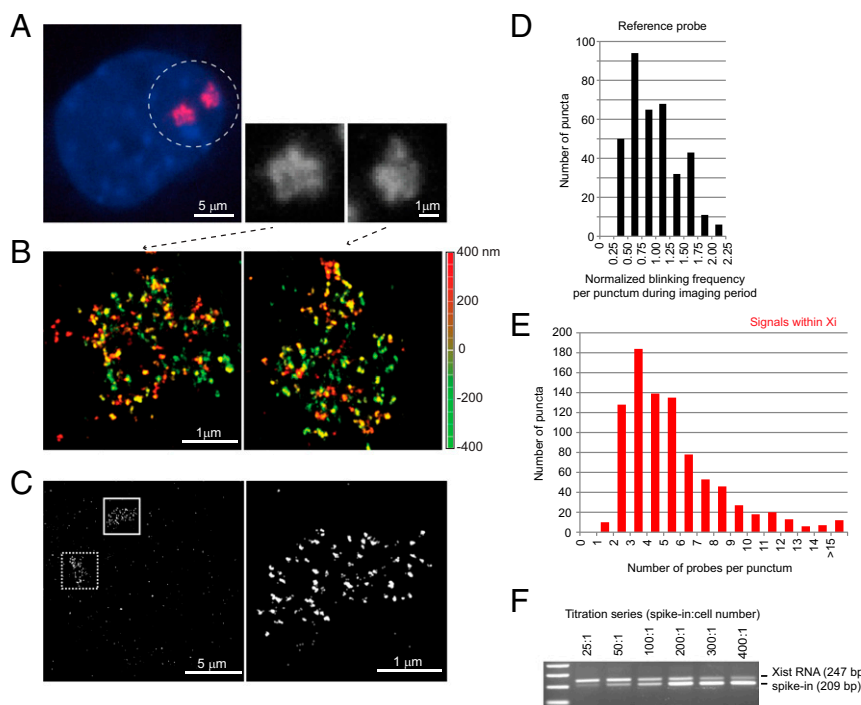 A
5 μm
1μm
B
400 nm
200
0
-200
-400
1μm
C
5 μm
1 μm
D
Reference probe
100
80
60
40
20
0
Number of puncta
0
0.25
0.50
0.75
1.00
1.25
1.50
1.75
2.00
2.25
Normalized blinking frequency
per punctum during imaging period
E
Signals within Xi
200
180
160
140
120
100
80
60
40
20
0
Number of puncta
0
1
2
3
4
5
6
7
8
9
10
11
12
13
14
>15
Number of probes per punctum
F
Titration series (spike-in:cell number)
25:1
50:1
100:1
200:1
300:1
400:1
Xist RNA (247 bp
spike-in (209 bp)